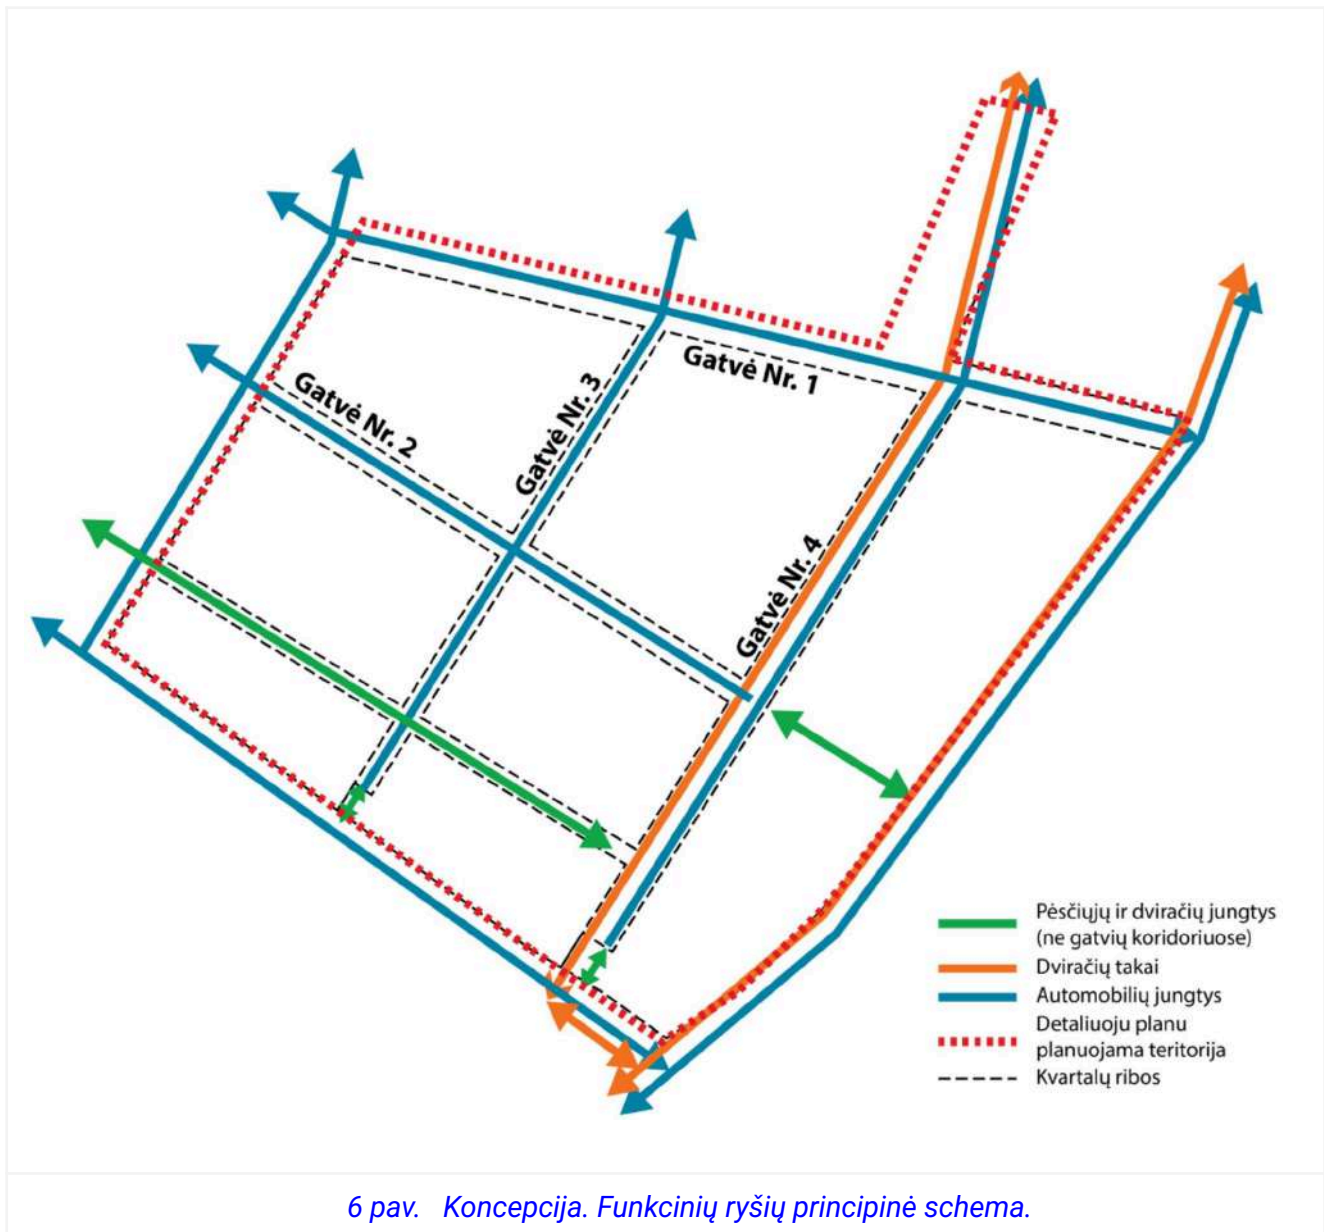 Gatvė Nr. 1
Gatvė Nr. 2
Gatvė Nr. 3
Gatvė Nr. 4
Pėsčiųjų ir dviračių jungtys
(ne gatvių koridoriuose)
Dviračių takai
Automobilių jungtys
Detaliuoju planu
planuojama teritorija
Kvartalų ribos
6 pav. Koncepcija. Funkcinių ryšių principinė schema.